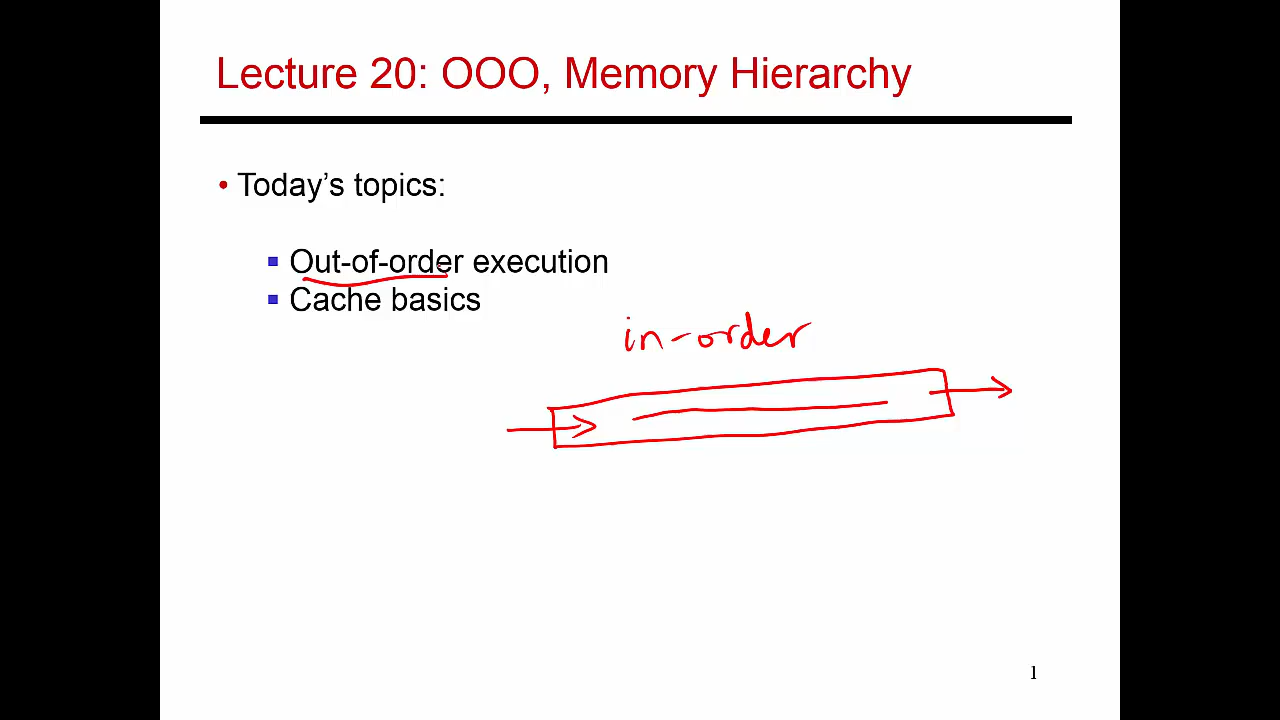 Lecture 20: OOO, Memory Hierarchy
• Today's topics:
▪ Out-of-order execution
▪ Cache basics
in-order
1